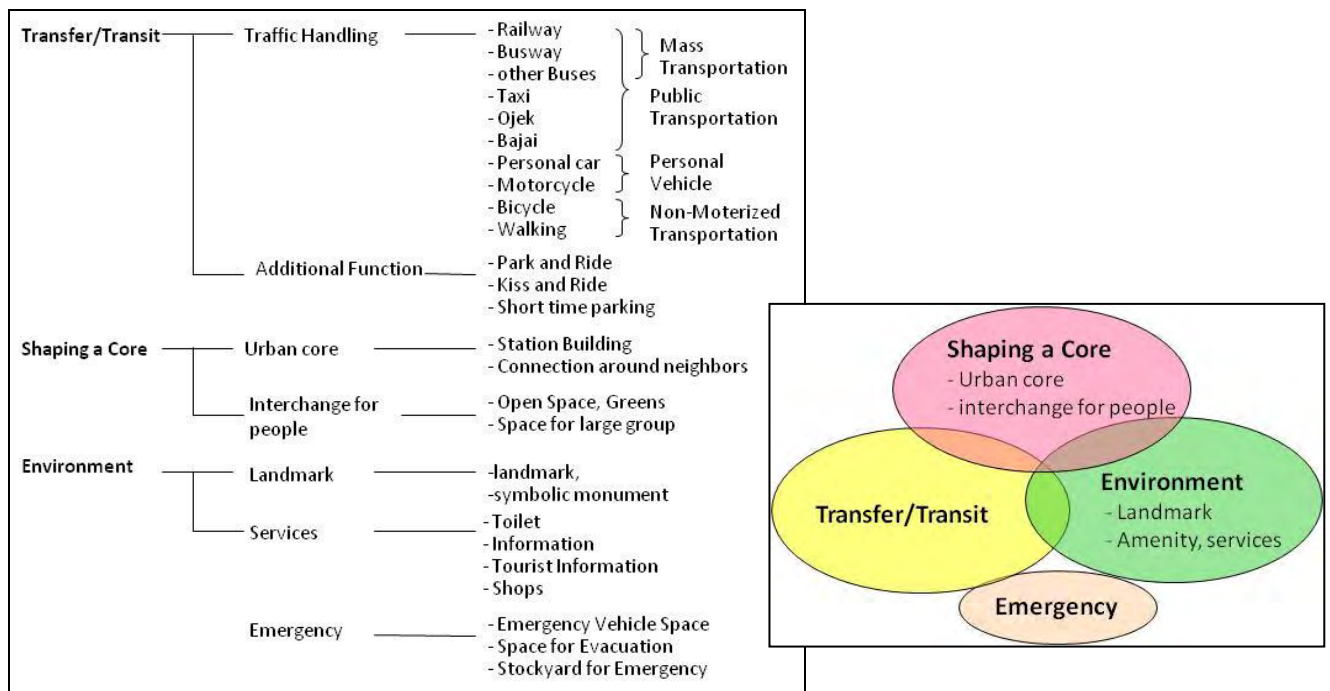 Transfer/Transit Traffic Handling - Railway
- Busway
- other Buses
- Taxi
- Ojek
- Bajai
- Personal car
- Motorcycle
- Bicycle
- Walking
Mass
Transportation
Public
Transportation
Personal
Vehicle
Non-Moterized
Transportation
Additional Function - Park and Ride
- Kiss and Ride
- Short time parking
Shaping a Core Urban core - Station Building
- Connection around neighbors
Interchange for
people
- Open Space, Greens
- Space for large group
Environment Landmark -landmark,
-symbolic monument
Services - Toilet
- Information
- Tourist Information
- Shops
Emergency - Emergency Vehicle Space
- Space for Evacuation
- Stockyard for Emergency
Shaping a Core
- Urban core
- interchange for people
Transfer/Transit
Environment
- Landmark
- Amenity, services
Emergency